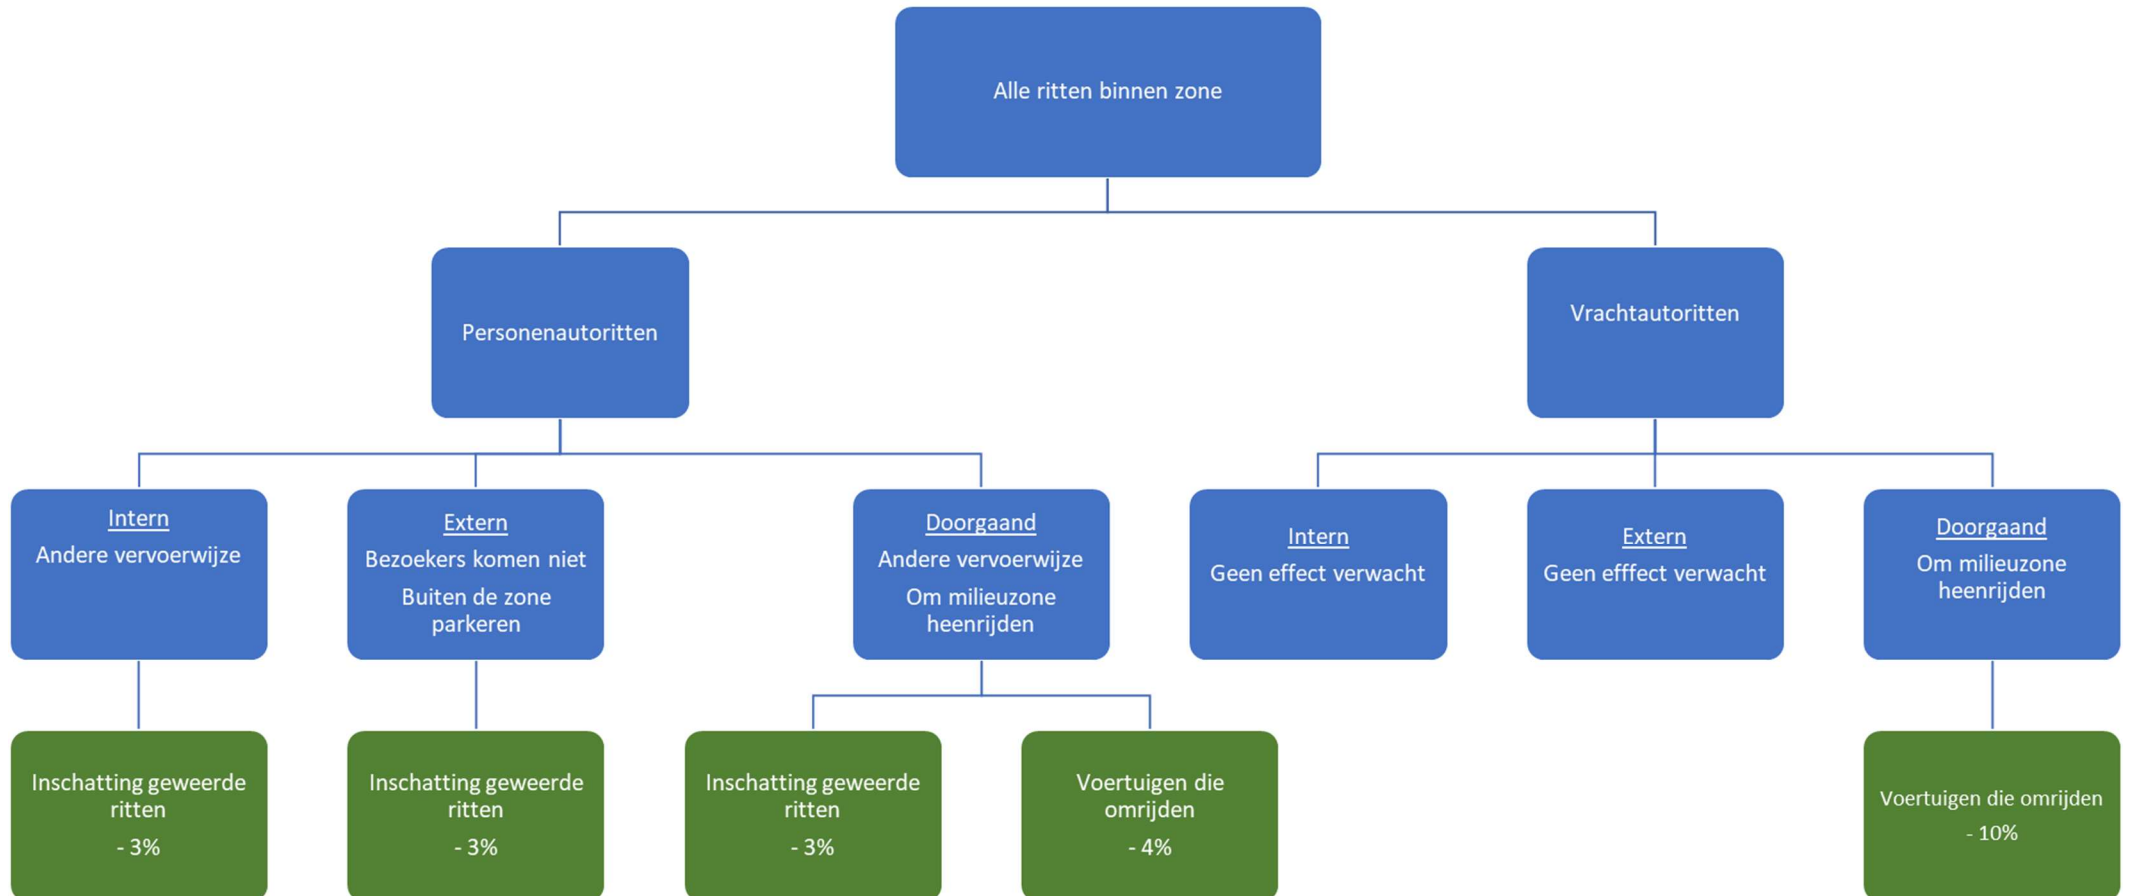 Alle ritten binnen zone
Personenautoritten
Vrachtautoritten
Intern
Andere vervoerwijze
Extern
Bezoekers komen niet
Buiten de zone
parkeren
Doorgaand
Andere vervoerwijze
Om milieuzone
heenrijden
Intern
Geen effect verwacht
Extern
Geen efffect verwacht
Doorgaand
Om milieuzone
heenrijden
Inschatting geweerde
ritten
- 3%
Inschatting geweerde
ritten
- 3%
Inschatting geweerde
ritten
- 3%
Voertuigen die
omrijden
- 4%
Voertuigen die omrijden
- 10%